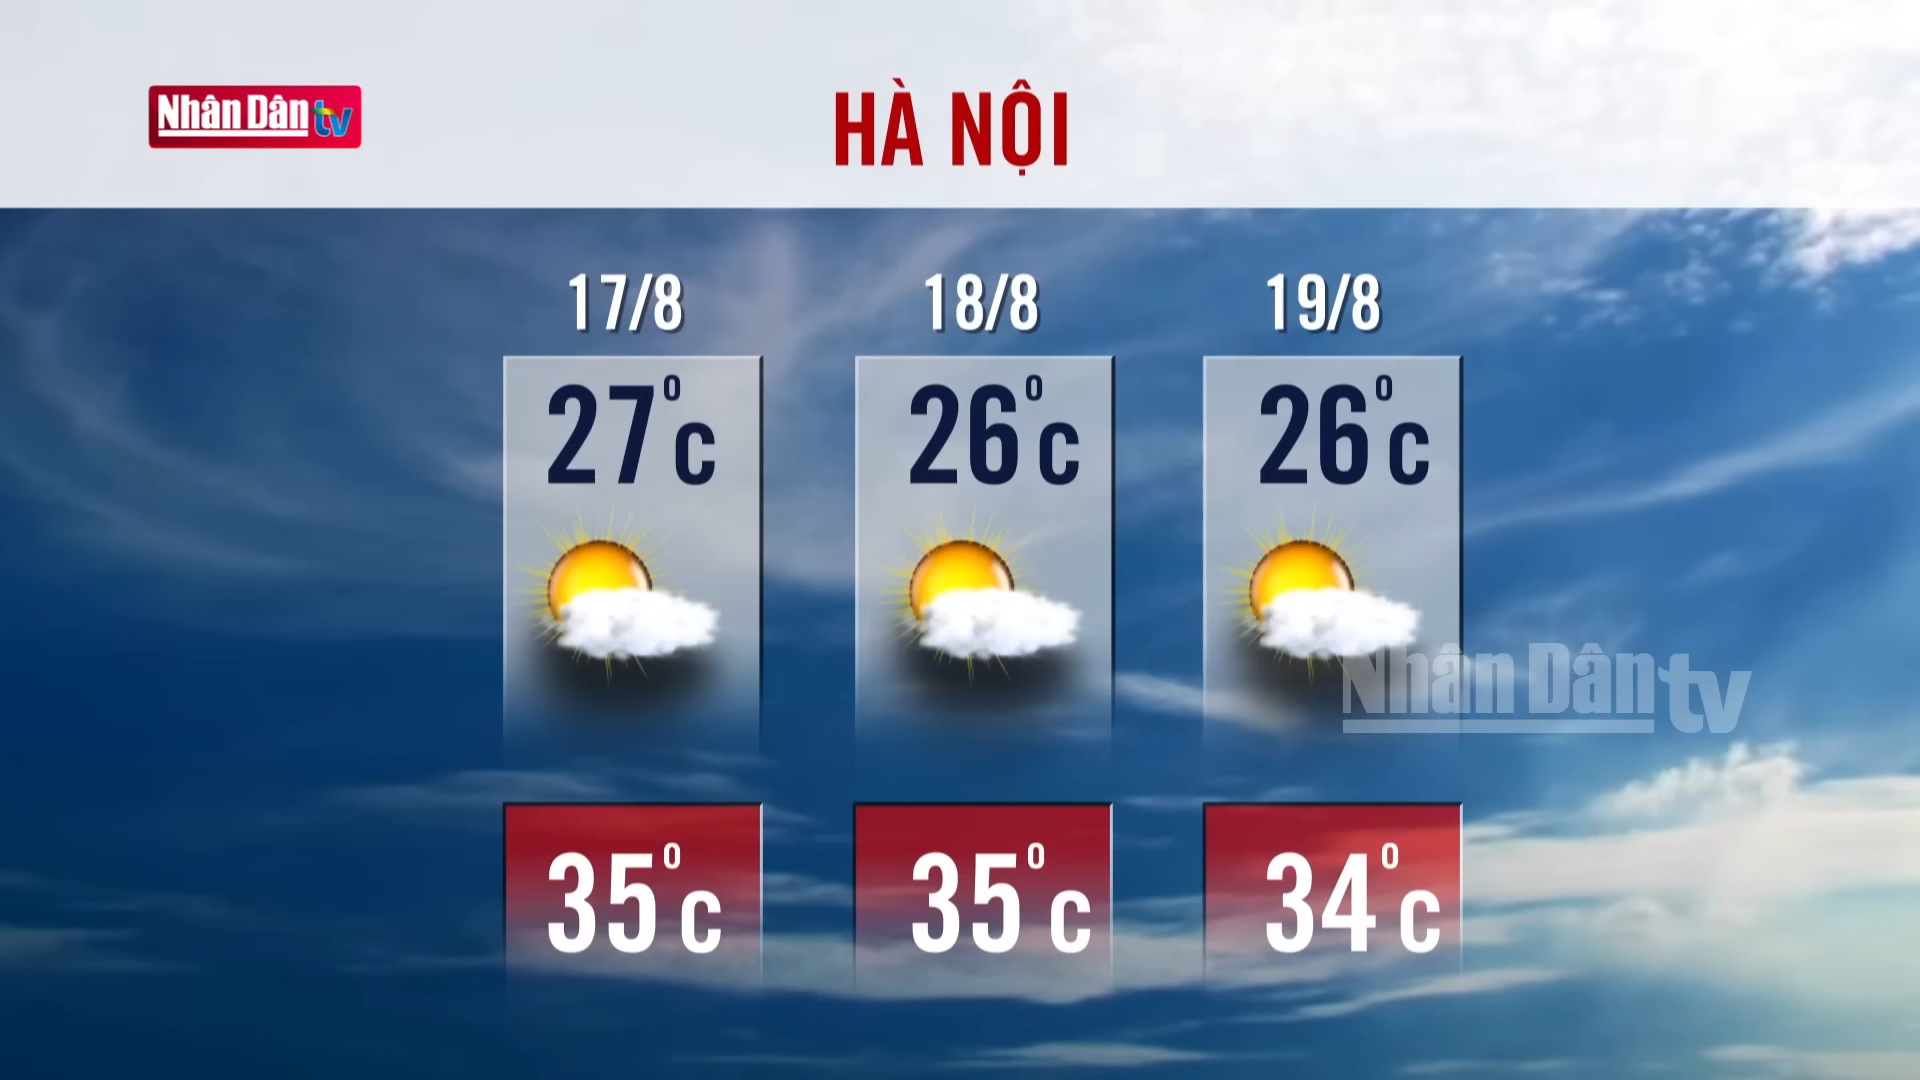 Nhân Dân tv
HÀ NỘI
17/8 18/8 19/8
27°C 26°C 26°C
Nhân Dân tv
35°C 35°C 34°C